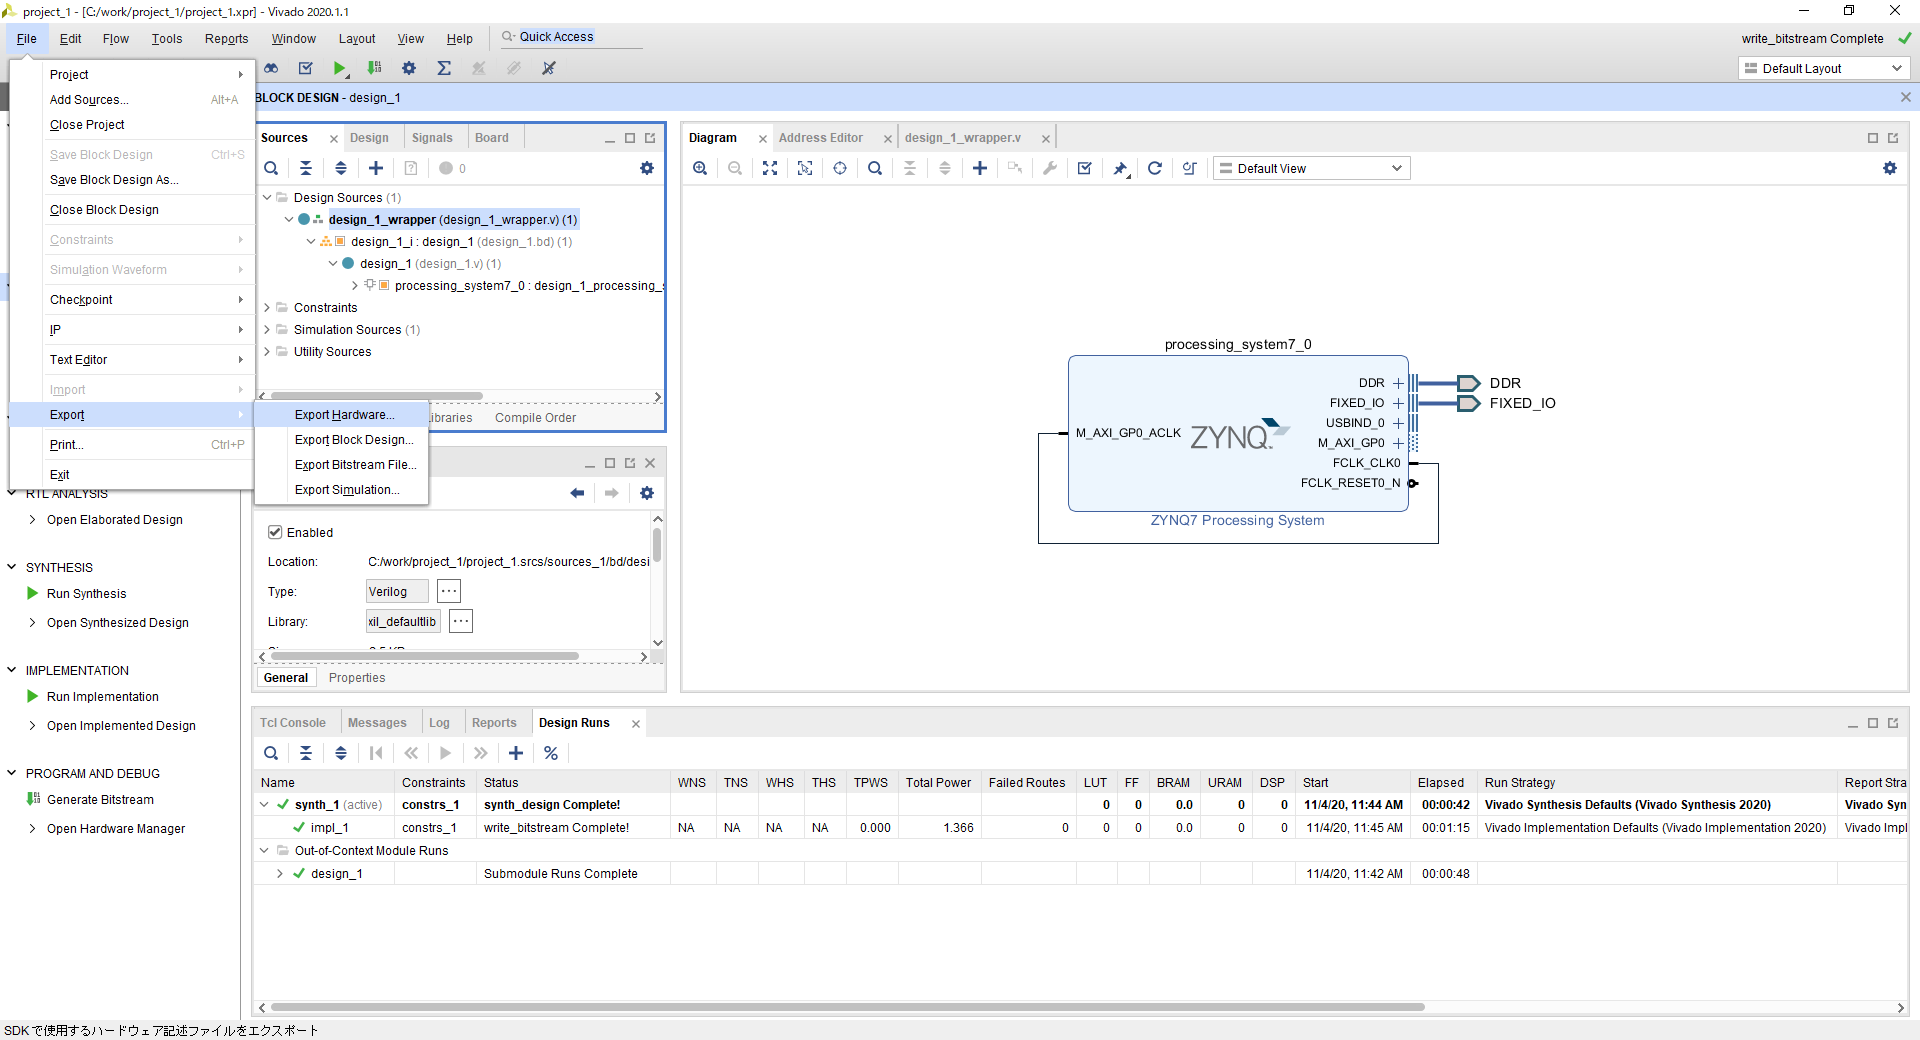 project_1 - [C:/work/project_1/project_1.xpr] - Vivado 2020.1.1
File Edit Flow Tools Reports Window Layout View Help Quick Access
write_bitstream Complete
Default Layout
BLOCK DESIGN - design_1
Project
Add Sources... Alt+A
Close Project
Save Block Design Ctrl+S
Save Block Design As...
Close Block Design
Constraints
Simulation Waveform
Checkpoint
IP
Text Editor
Import
Export
Print... Ctrl+P
Exit
Export Hardware...
Export Block Design...
Export Bitstream File...
Export Simulation...
Sources Design Signals Board
0
Design Sources (1)
design_1_wrapper (design_1_wrapper.v) (1)
design_1_i : design_1 (design_1.bd) (1)
design_1 (design_1.v) (1)
processing_system7_0 : design_1_processing_
Constraints
Simulation Sources (1)
Utility Sources
ibraries Compile Order
Enabled
Location: C:/work/project_1/project_1.srcs/sources_1/bd/desi
Type: Verilog ...
Library: xil_defaultlib ...
General Properties
Diagram Address Editor design_1_wrapper.v
Default View
processing_system7_0
M_AXI_GP0_ACLK
ZYNQ
DDR
FIXED_IO
USBIND_0
M_AXI_GP0
FCLK_CLK0
FCLK_RESET0_N
DDR
FIXED_IO
ZYNQ7 Processing System
RTL ANALYSIS
Open Elaborated Design
SYNTHESIS
Run Synthesis
Open Synthesized Design
IMPLEMENTATION
Run Implementation
Open Implemented Design
PROGRAM AND DEBUG
Generate Bitstream
Open Hardware Manager
Tcl Console Messages Log Reports Design Runs
Name Constraints Status WNS TNS WHS THS TPWS Total Power Failed Routes LUT FF BRAM URAM DSP Start Elapsed Run Strategy Report Stra
synth_1 (active) constrs_1 synth_design Complete! 0 0 0.0 0 0 11/4/20, 11:44 AM 00:00:42 Vivado Synthesis Defaults (Vivado Synthesis 2020) Vivado Syn
impl_1 constrs_1 write_bitstream Complete! NA NA NA NA 0.000 1.366 0 0 0 0.0 0 0 11/4/20, 11:45 AM 00:01:15 Vivado Implementation Defaults (Vivado Implementation 2020) Vivado Impl
Out-of-Context Module Runs
design_1 Submodule Runs Complete 11/4/20, 11:42 AM 00:00:48
SDKで使用するハードウェア記述ファイルをエクスポート